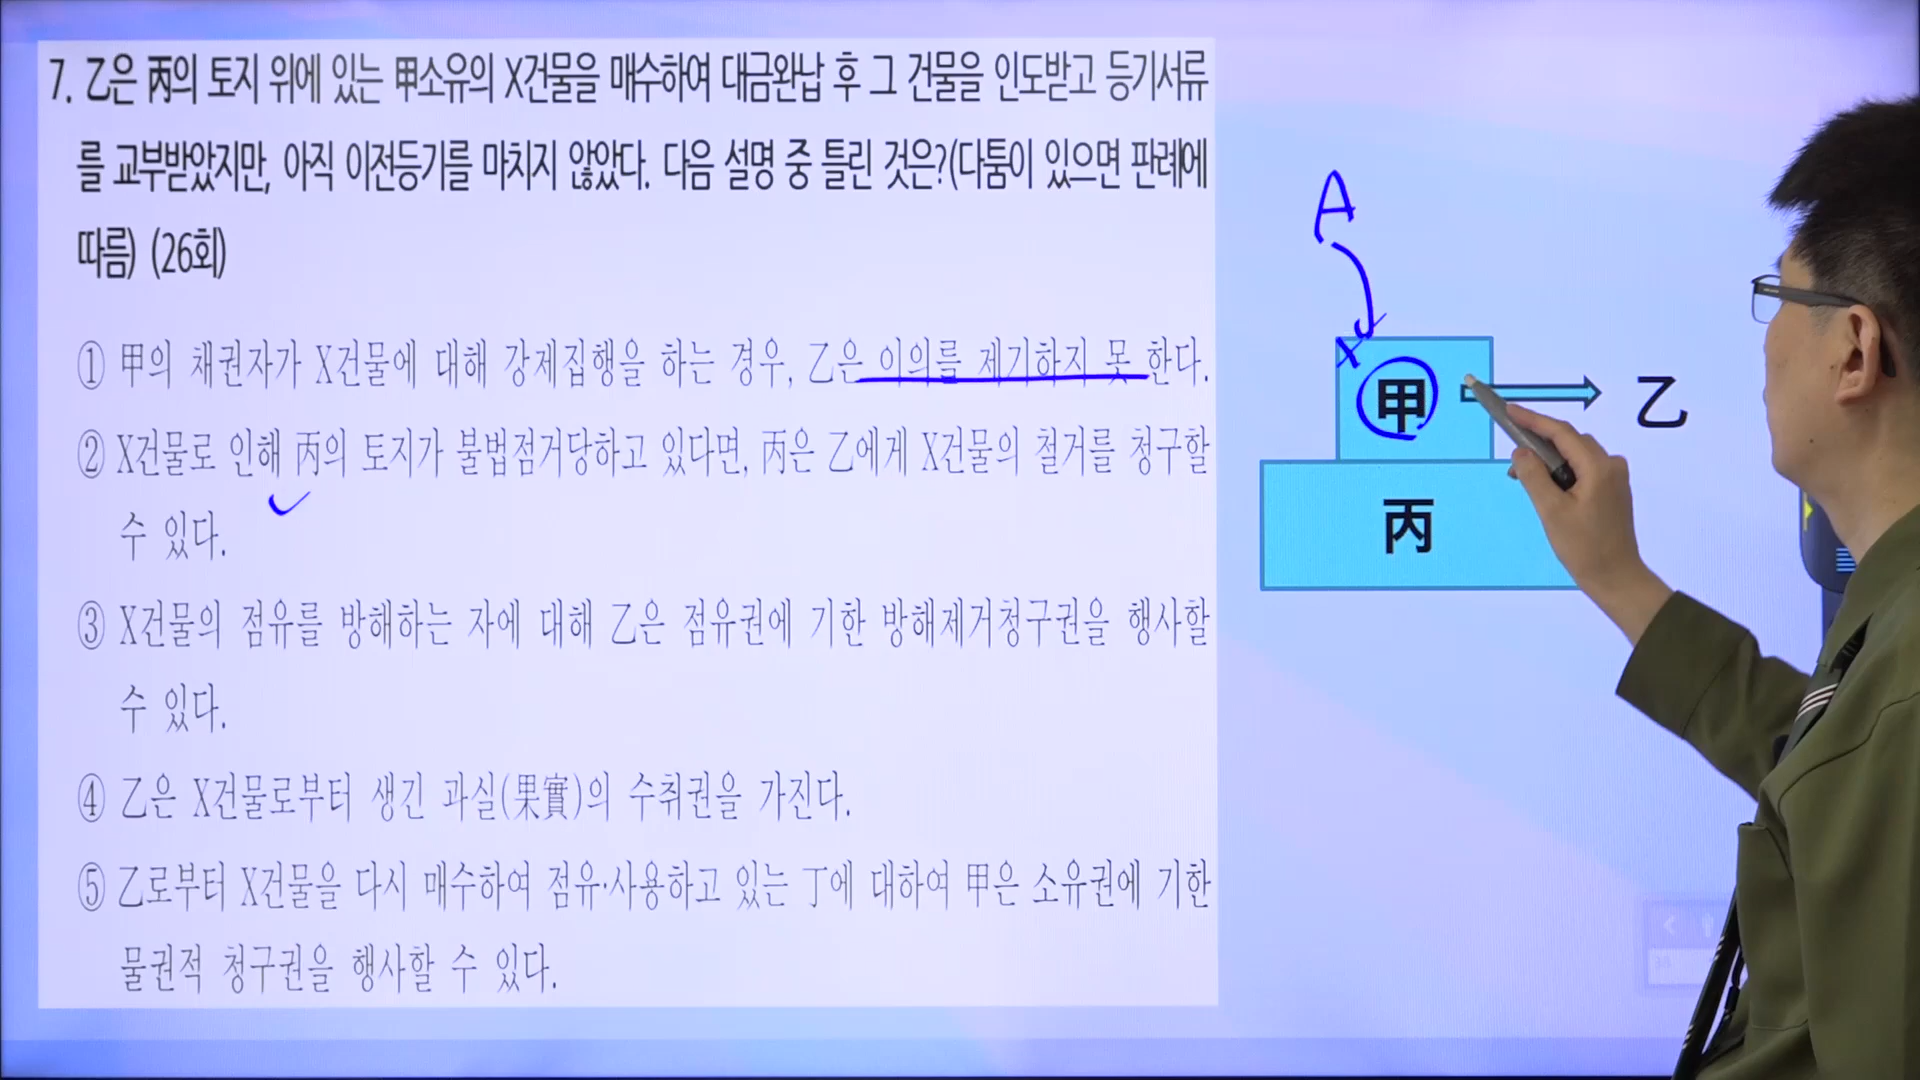 7. 乙은 丙의 토지 위에 있는 甲소유의 X건물을 매수하여 대금완납 후 그 건물을 인도받고 등기서류
를 교부받았지만, 아직 이전등기를 마치지 않았다. 다음 설명 중 틀린 것은?(다툼이 있으면 판례에
따름) (26회)
① 甲의 채권자가 X건물에 대해 강제집행을 하는 경우, 乙은 이의를 제기하지 못 한다.
② X건물로 인해 丙의 토지가 불법점거당하고 있다면, 丙은 乙에게 X건물의 철거를 청구할
수 있다.
③ X건물의 점유를 방해하는 자에 대해 乙은 점유권에 기한 방해제거청구권을 행사할
수 있다.
④ 乙은 X건물로부터 생긴 과실(果實)의 수취권을 가진다.
⑤ 乙로부터 X건물을 다시 매수하여 점유·사용하고 있는 丁에 대하여 甲은 소유권에 기한
물권적 청구권을 행사할 수 있다.
A
X
甲
乙
丙